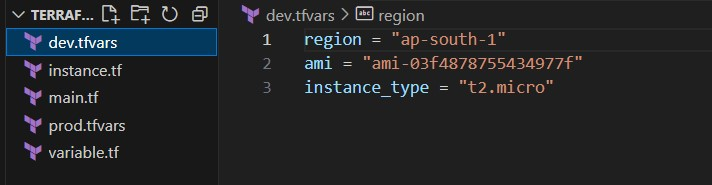 TERRAF...
dev.tfvars
instance.tf
main.tf
prod.tfvars
variable.tf
dev.tfvars > abc region
1 region = "ap-south-1"
2 ami = "ami-03f4878755434977f"
3 instance_type = "t2.micro"